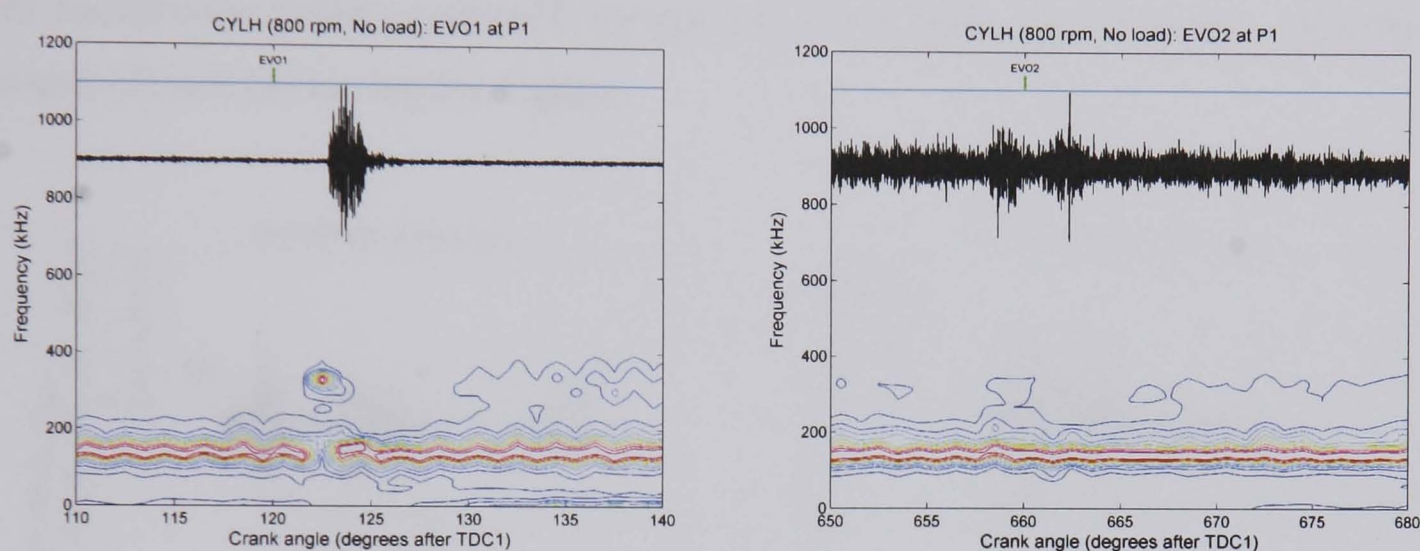 CYLH (800 rpm, No load): EVO1 at P1
1200
1000
800
600
400
200
0
EVO1
Frequency (kHz)
110 115 120 125 130 135 140
Crank angle (degrees after TDC1)
CYLH (800 rpm, No load): EVO2 at P1
1200
1000
800
600
400
200
0
EVO2
Frequency (kHz)
650 655 660 665 670 675 680
Crank angle (degrees after TDC1)